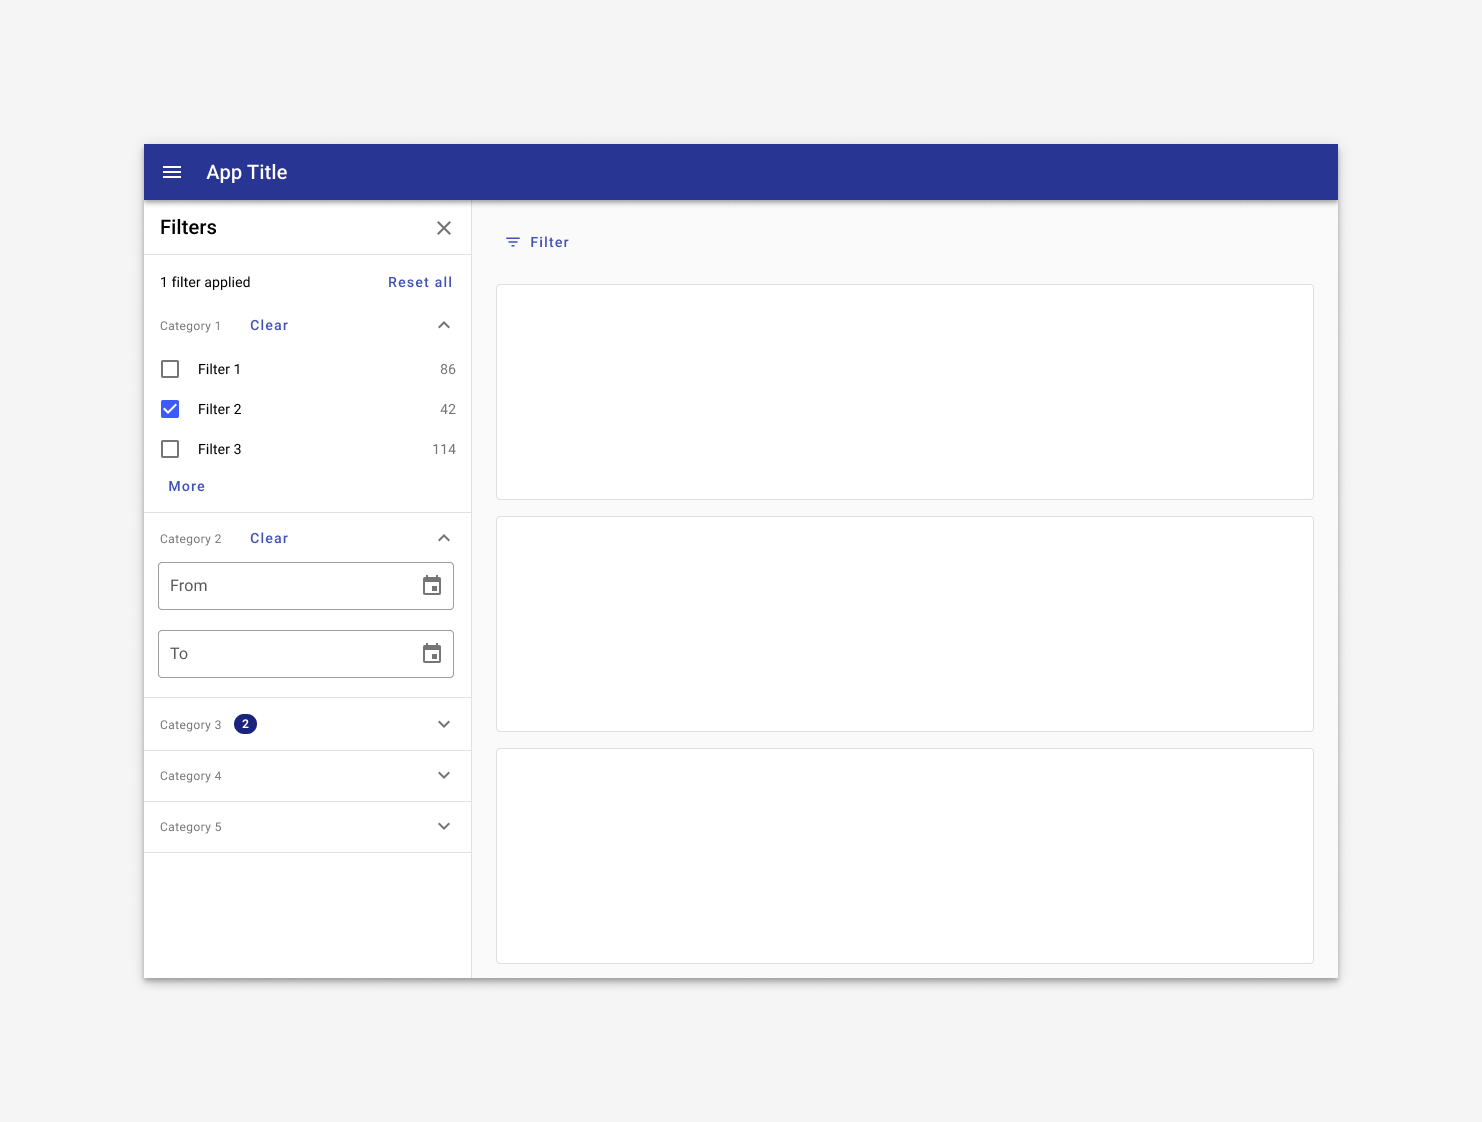 App Title
Filters
Filter
1 filter applied
Reset all
Category 1
Clear
Filter 1
86
Filter 2
42
Filter 3
114
More
Category 2
Clear
From
To
Category 3
2
Category 4
Category 5